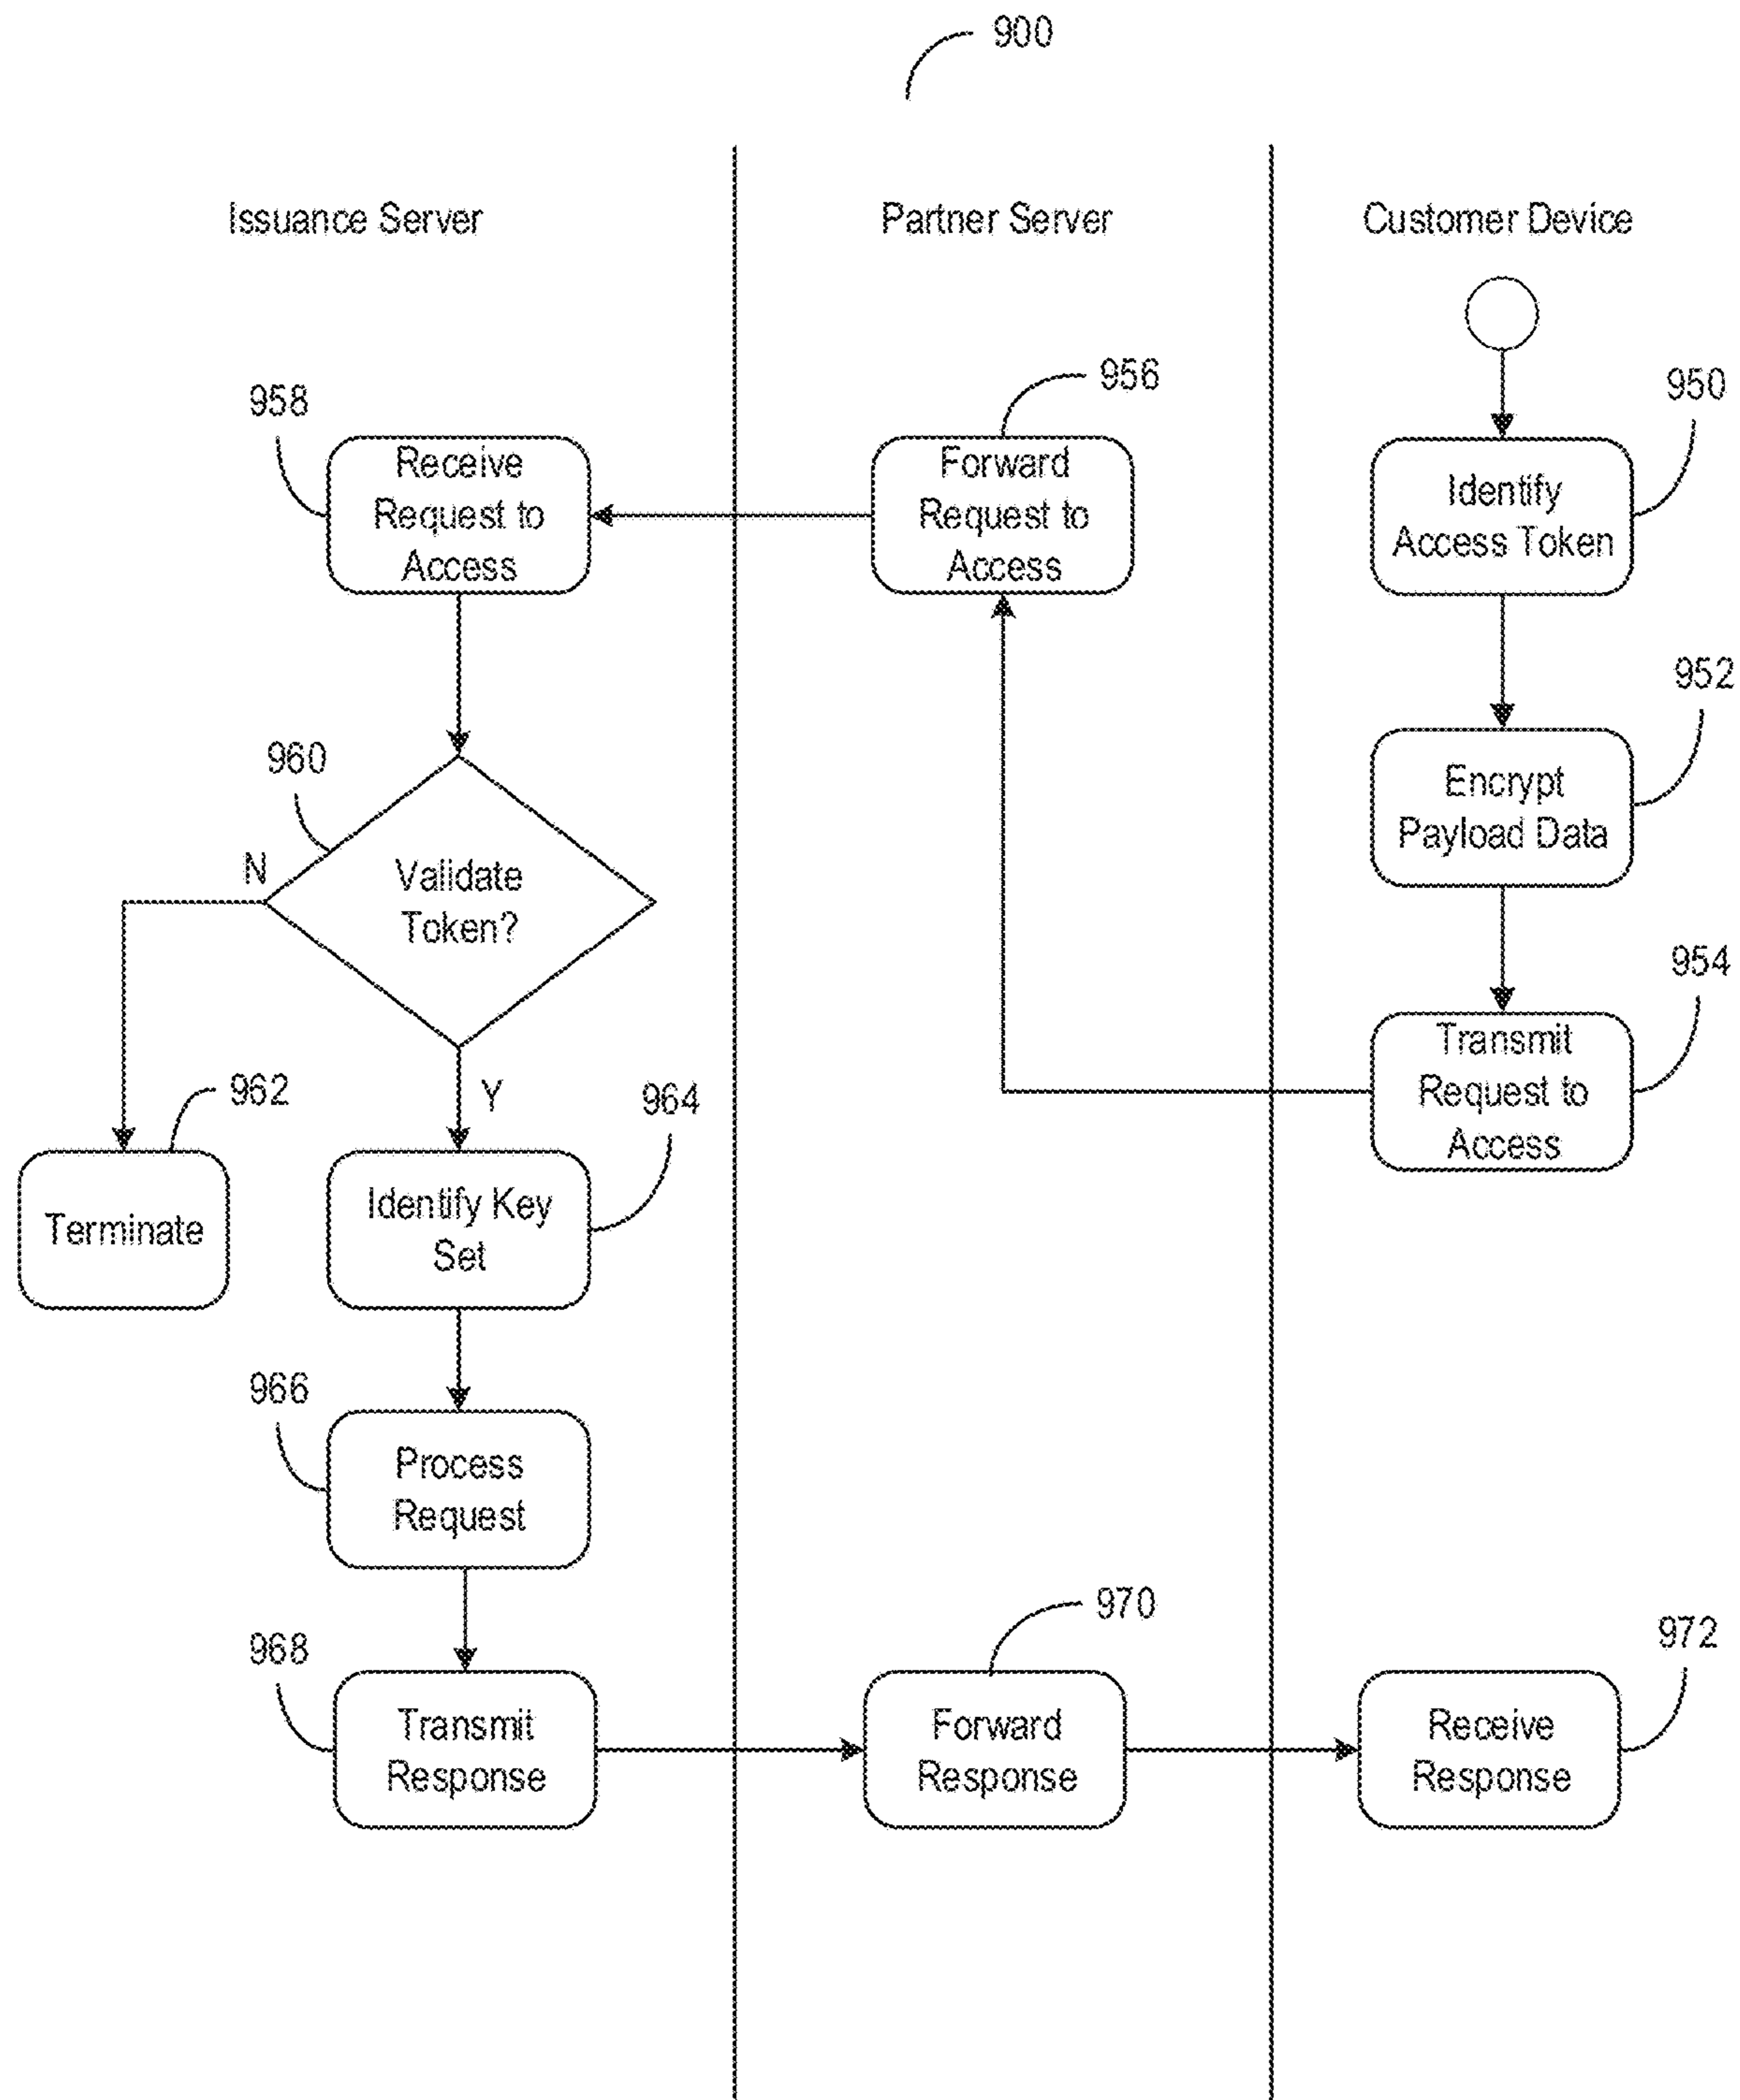 900
Issuance Server
Partner Server
Customer Device
958
Receive
Request to
Access
956
Forward
Request to
Access
950
Identify
Access Token
952
Encrypt
Payload Data
954
Transmit
Request to
Access
960
Validate
Token?
N
Y
962
Terminate
964
Identify Key
Set
966
Process
Request
968
Transmit
Response
970
Forward
Response
972
Receive
Response